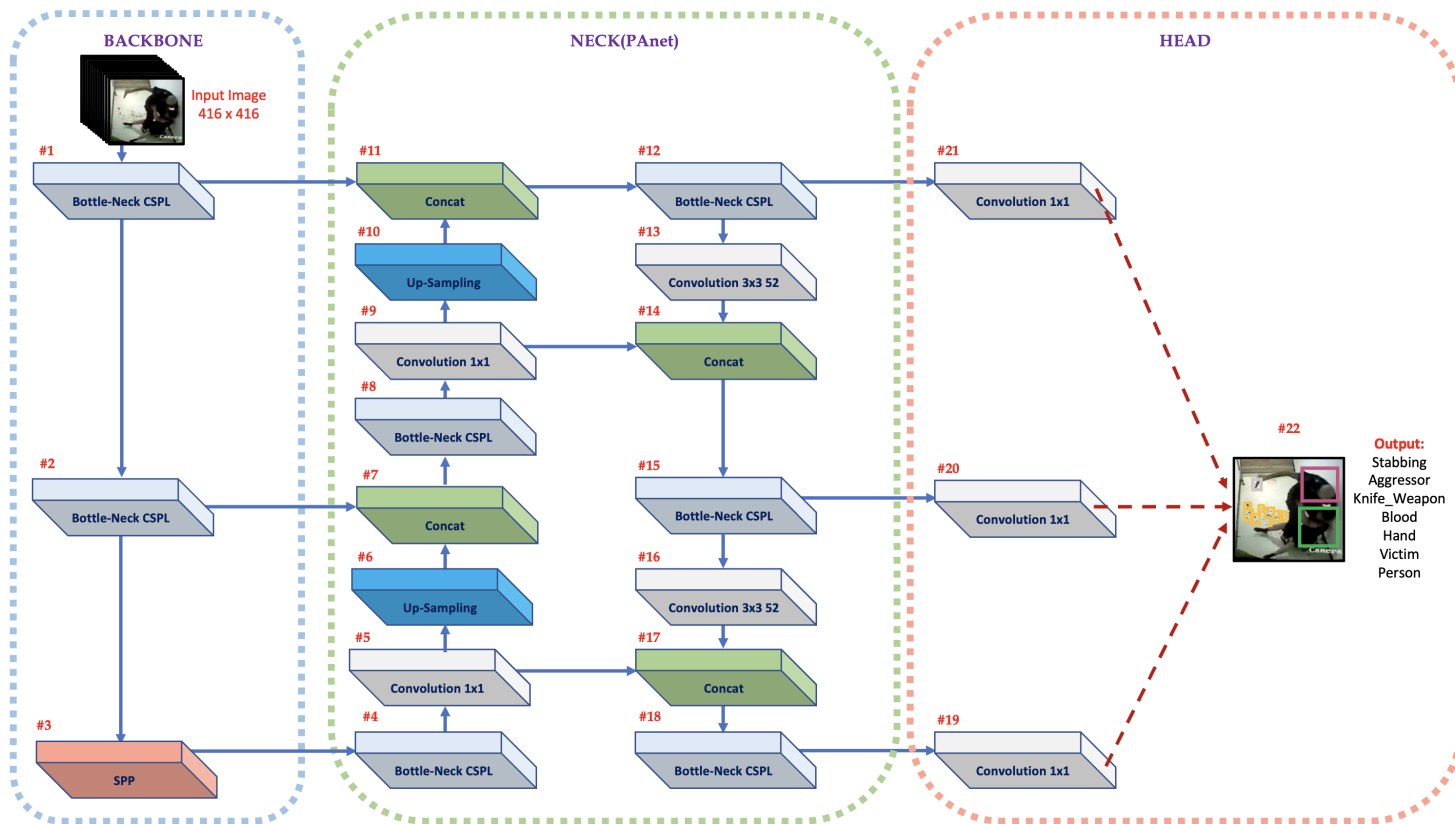 BACKBONE
NECK(PAnet)
HEAD
Input Image
416 x 416
#1
Bottle-Neck CSPL
#11
Concat
#12
Bottle-Neck CSPL
#21
Convolution 1x1
#10
Up-Sampling
#13
Convolution 3x3 52
#9
Convolution 1x1
#14
Concat
#8
Bottle-Neck CSPL
#2
Bottle-Neck CSPL
#7
Concat
#15
Bottle-Neck CSPL
#20
Convolution 1x1
#22
Output:
Stabbing
Aggressor
Knife_Weapon
Blood
Hand
Victim
Person
#6
Up-Sampling
#16
Convolution 3x3 52
#5
Convolution 1x1
#17
Concat
#3
SPP
#4
Bottle-Neck CSPL
#18
Bottle-Neck CSPL
#19
Convolution 1x1